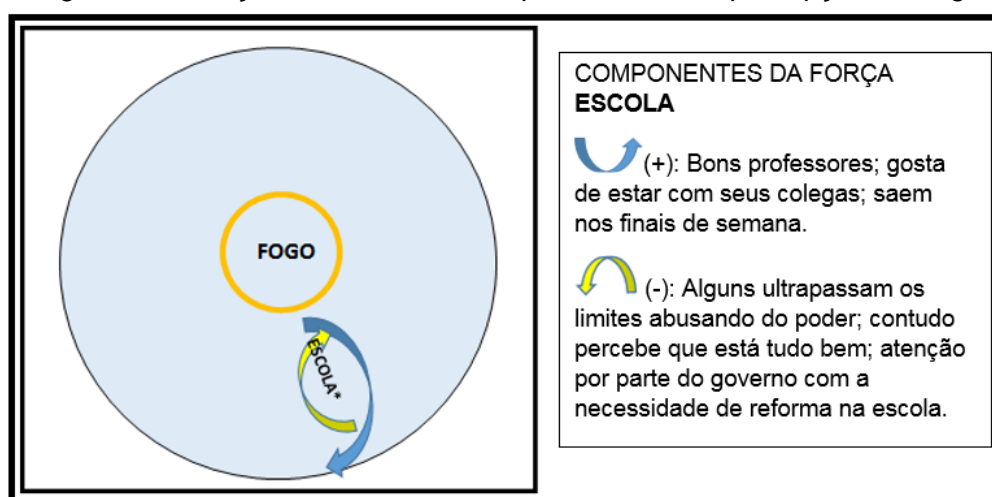 FOGO
ESCOLA*
COMPONENTES DA FORÇA
ESCOLA
(+): Bons professores; gosta
de estar com seus colegas; saem
nos finais de semana.
(-): Alguns ultrapassam os
limites abusando do poder; contudo
percebe que está tudo bem; atenção
por parte do governo com a
necessidade de reforma na escola.